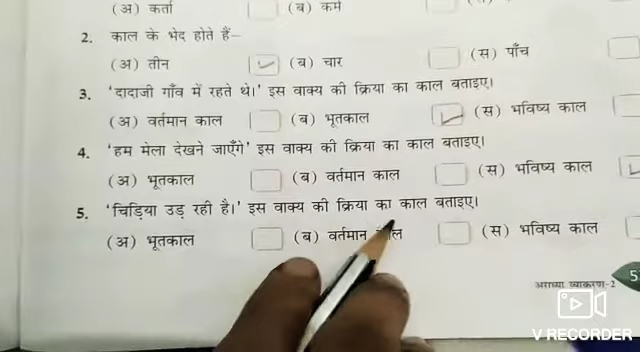 (अ) कर्ता (ब) कर्म
2. काल के भेद होते हैं–
(अ) तीन (ब) चार (स) पाँच
3. 'दादाजी गाँव में रहते थे।' इस वाक्य की क्रिया का काल बताइए।
(अ) वर्तमान काल (ब) भूतकाल (स) भविष्य काल
4. 'हम मेला देखने जाएँगे' इस वाक्य की क्रिया का काल बताइए।
(अ) भूतकाल (ब) वर्तमान काल (स) भविष्य काल
5. 'चिड़िया उड़ रही है।' इस वाक्य की क्रिया का काल बताइए।
(अ) भूतकाल (ब) वर्तमान (स) भविष्य काल
व्याकरण-2 5
V RECORDER